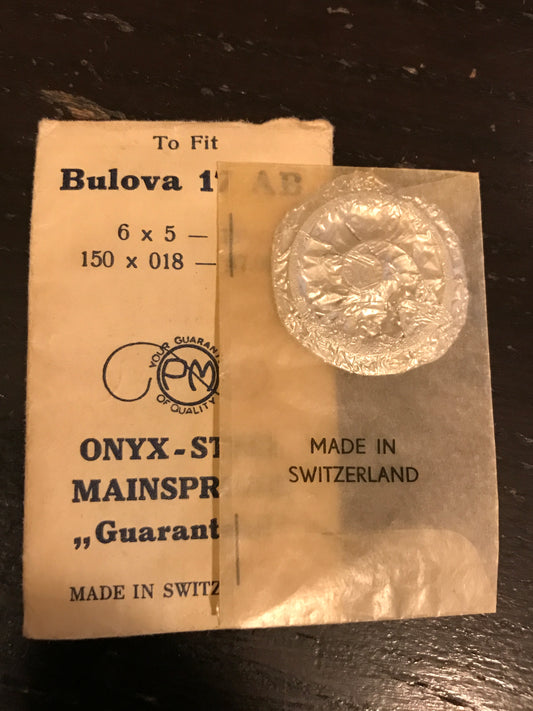 To Fit
Bulova 17 AB
6 x 5 —
150 x 018 —
YOUR GUARAN
PM
OF QUALITY
ONYX-ST
MAINSPR
„Guarant
MADE IN SWITZ
MADE IN
SWITZERLAND